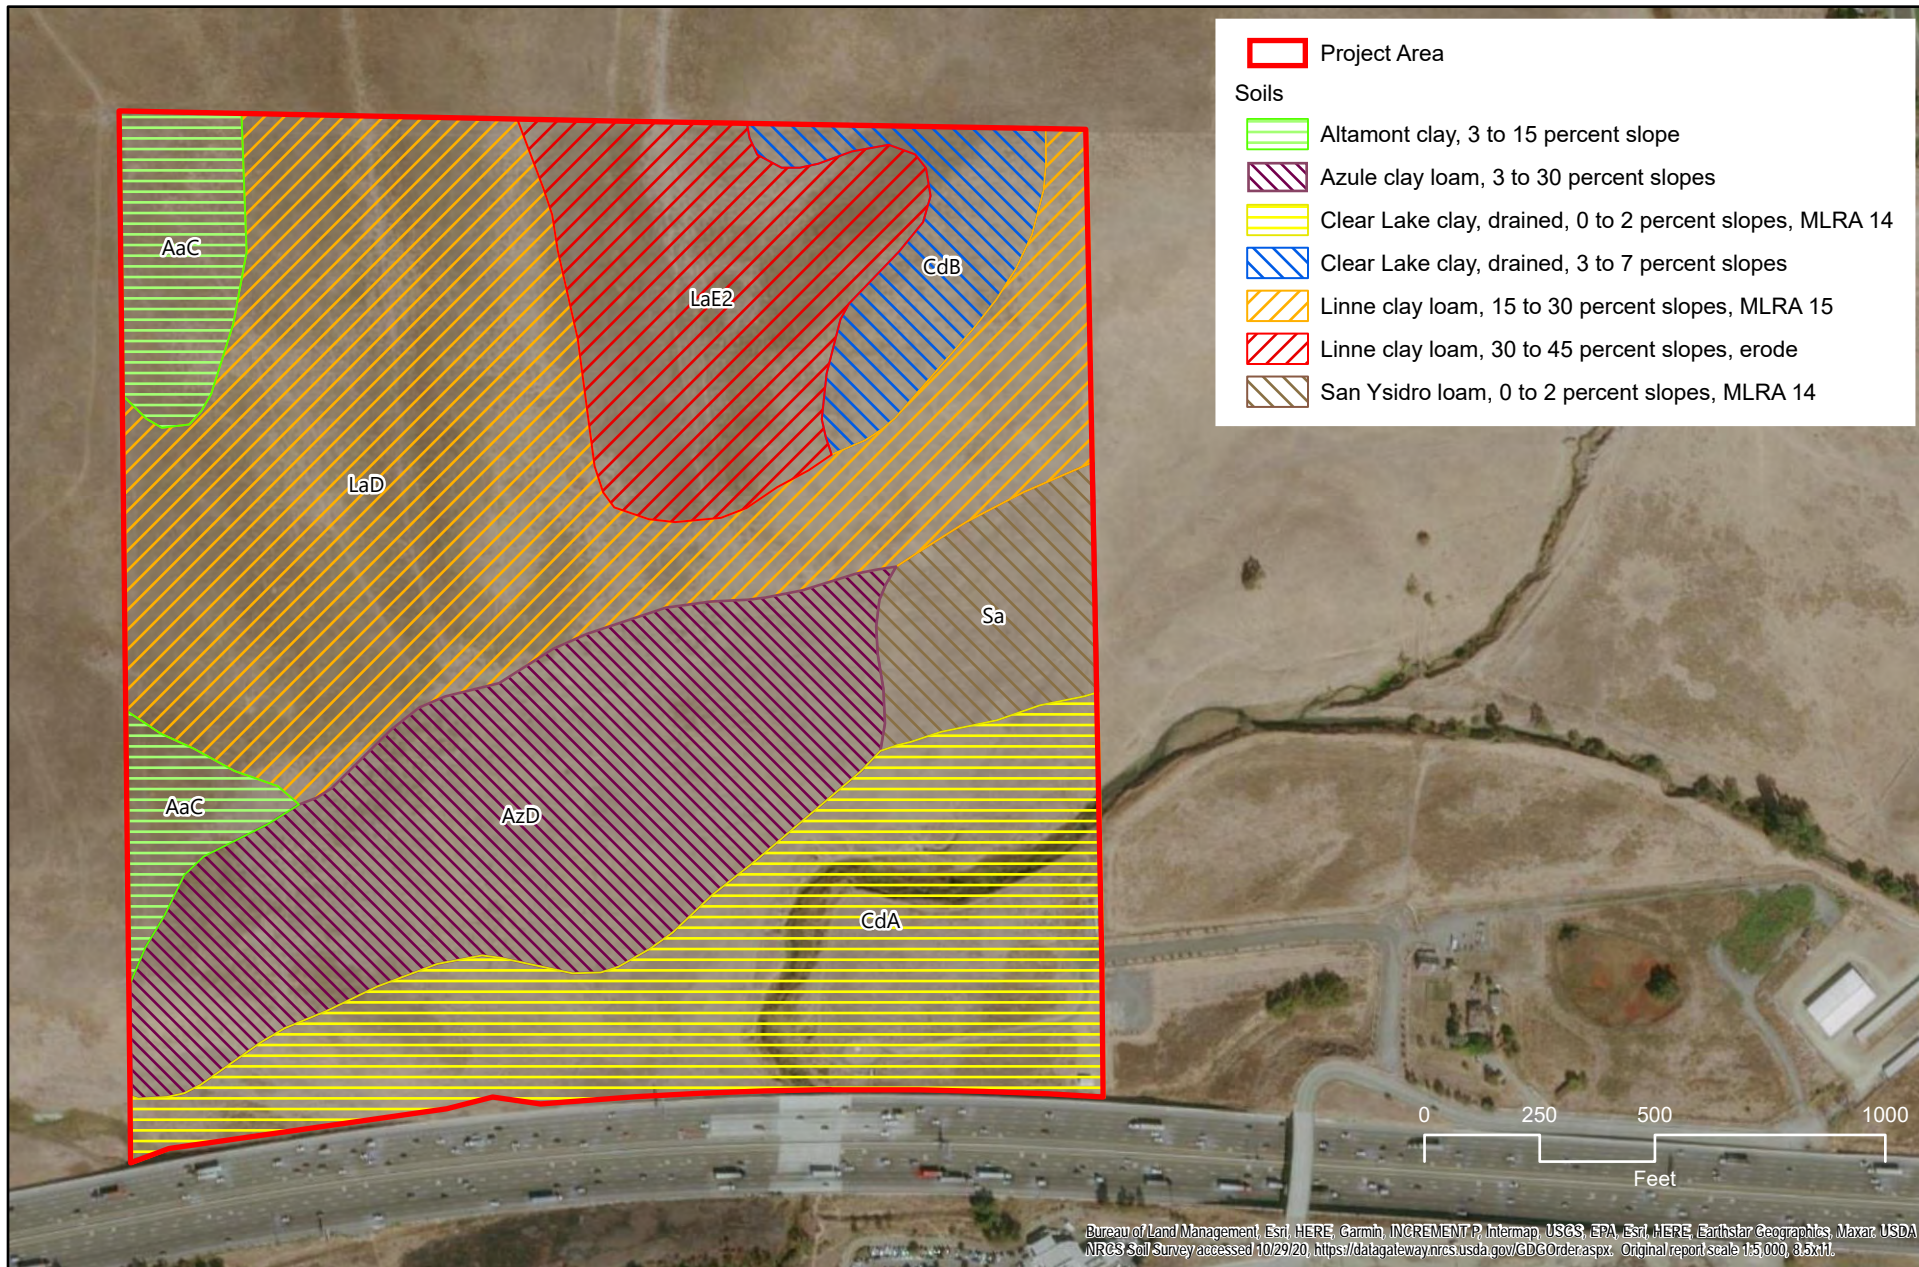 Project Area
Soils
Altamont clay, 3 to 15 percent slope
Azule clay loam, 3 to 30 percent slopes
Clear Lake clay, drained, 0 to 2 percent slopes, MLRA 14
Clear Lake clay, drained, 3 to 7 percent slopes
Linne clay loam, 15 to 30 percent slopes, MLRA 15
Linne clay loam, 30 to 45 percent slopes, erode
San Ysidro loam, 0 to 2 percent slopes, MLRA 14
AaC
CdB
LaE2
LaD
Sa
AaC
AzD
CdA
0 250 500 1000
Feet
Bureau of Land Management, Esri, HERE, Garmin, INCREMENT P, Intermap, USGS, EPA, Esri, HERE, Earthstar Geographics, Maxar. USDA
NRCS Soil Survey accessed 10/29/20, https://datagateway.nrcs.usda.gov/GDGOrder.aspx. Original report scale 1:5,000, 8.5x11.